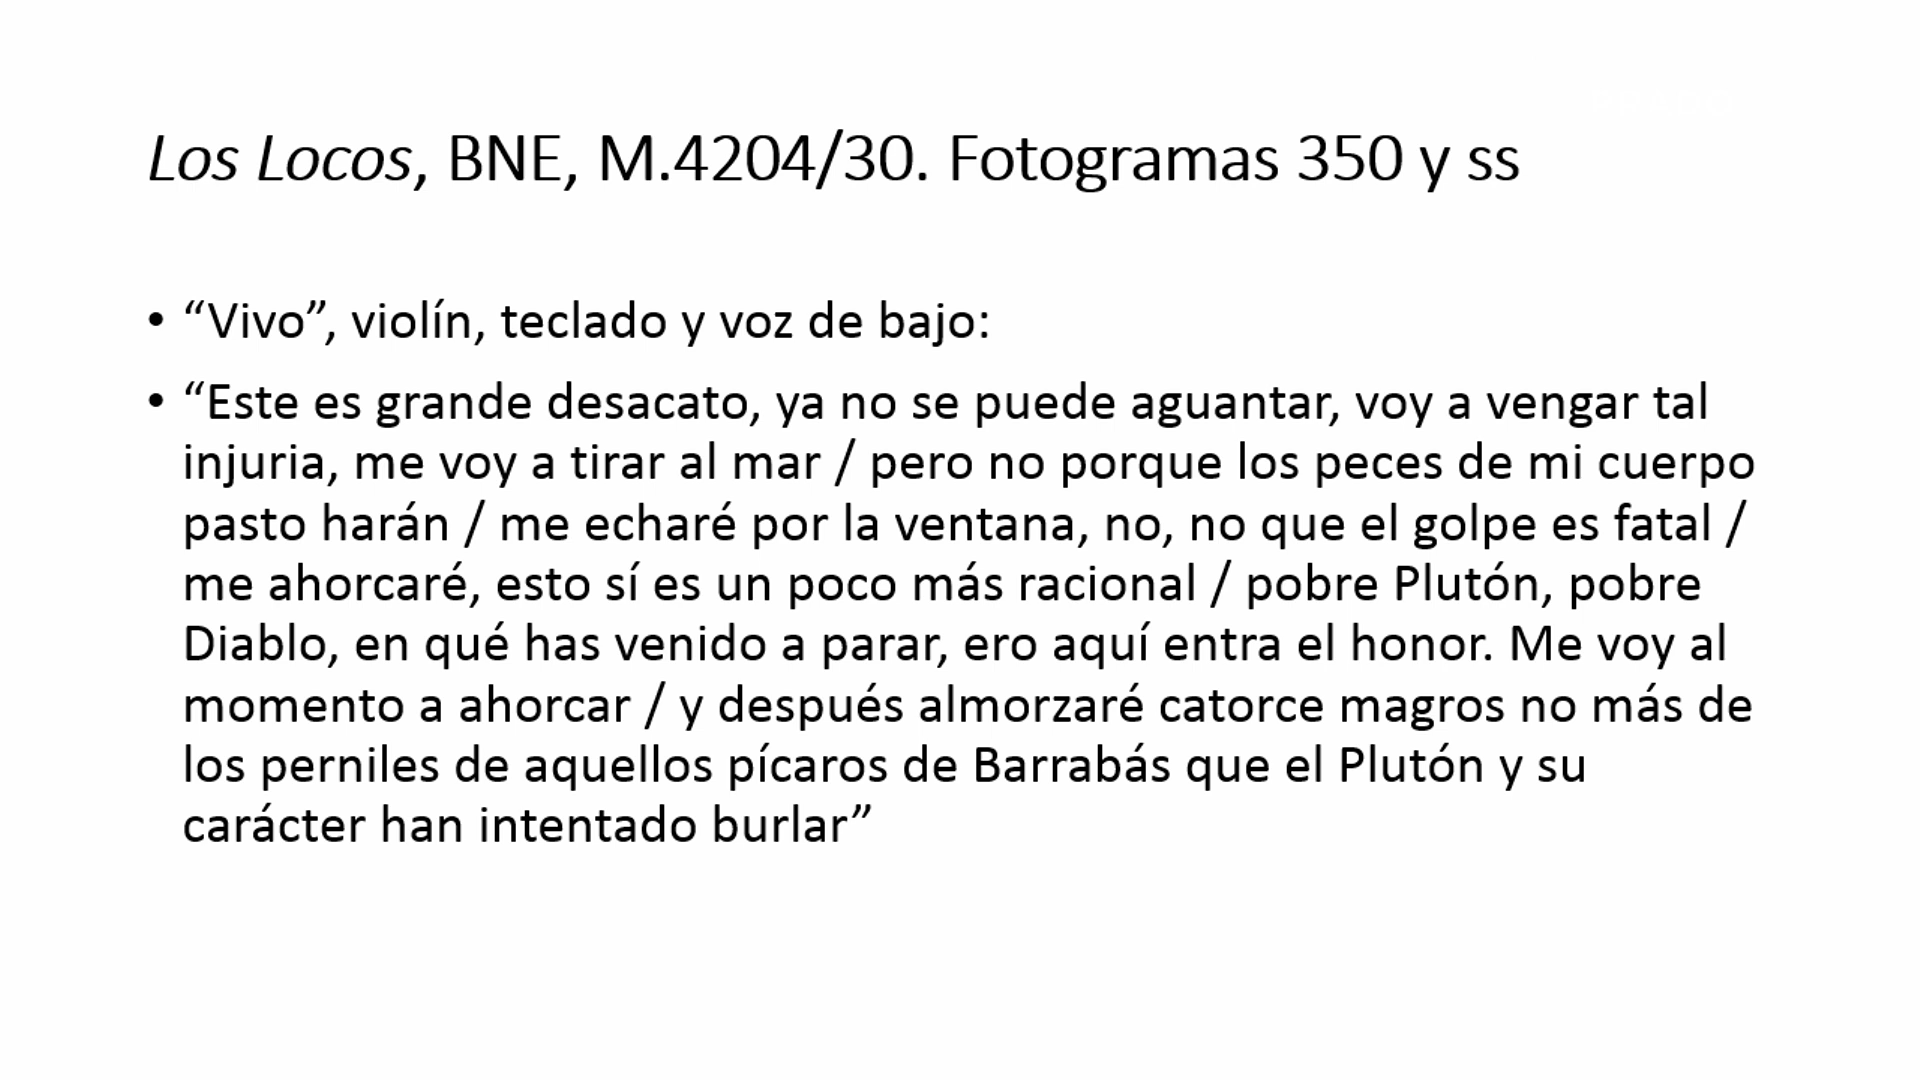 Los Locos, BNE, M.4204/30. Fotogramas 350 y ss
• “Vivo”, violín, teclado y voz de bajo:
• “Este es grande desacato, ya no se puede aguantar, voy a vengar tal
injuria, me voy a tirar al mar / pero no porque los peces de mi cuerpo
pasto harán / me echaré por la ventana, no, no que el golpe es fatal /
me ahorcaré, esto sí es un poco más racional / pobre Plutón, pobre
Diablo, en qué has venido a parar, ero aquí entra el honor. Me voy al
momento a ahorcar / y después almorzaré catorce magros no más de
los perniles de aquellos pícaros de Barrabás que el Plutón y su
carácter han intentado burlar”